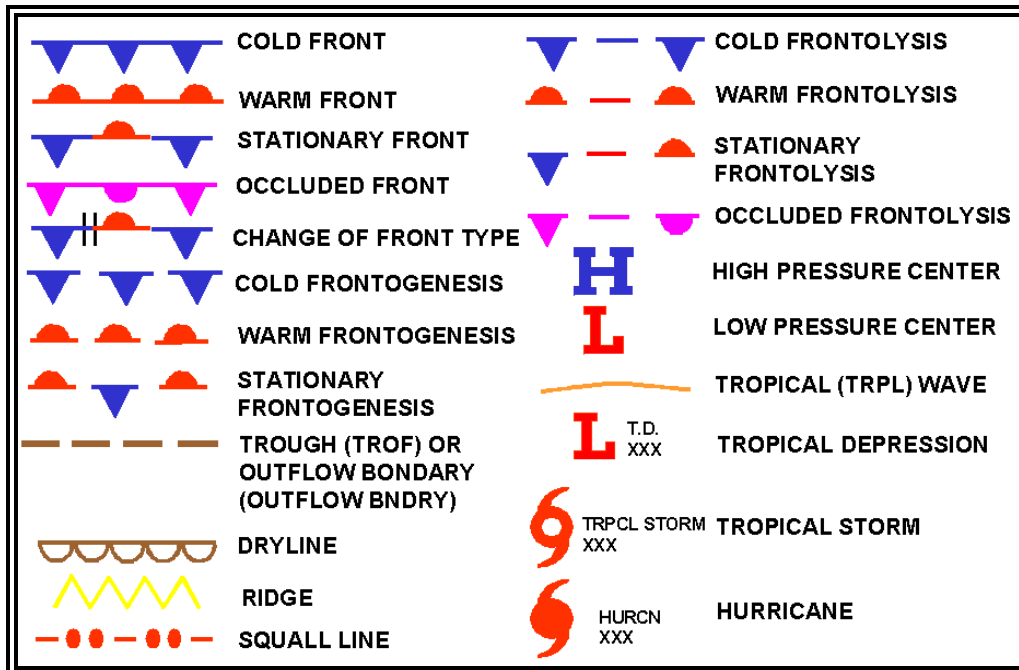 COLD FRONT
WARM FRONT
STATIONARY FRONT
OCCLUDED FRONT
CHANGE OF FRONT TYPE
COLD FRONTOGENESIS
WARM FRONTOGENESIS
STATIONARY
FRONTOGENESIS
TROUGH (TROF) OR
OUTFLOW BONDARY
(OUTFLOW BNDRY)
DRYLINE
RIDGE
SQUALL LINE
COLD FRONTOLYSIS
WARM FRONTOLYSIS
STATIONARY
FRONTOLYSIS
OCCLUDED FRONTOLYSIS
H HIGH PRESSURE CENTER
L LOW PRESSURE CENTER
TROPICAL (TRPL) WAVE
L T.D.
XXX
TROPICAL DEPRESSION
TRPCL STORM
XXX
TROPICAL STORM
HURCN
XXX
HURRICANE